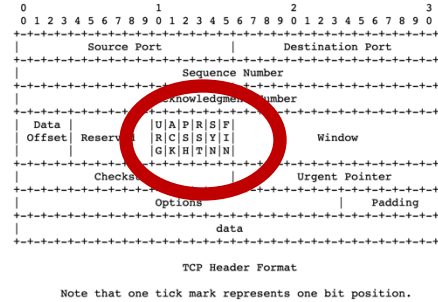 0 1 2 3
0 1 2 3 4 5 6 7 8 9 0 1 2 3 4 5 6 7 8 9 0 1 2 3 4 5 6 7 8 9 0
+-+-+-+-+-+-+-+-+-+-+-+-+-+-+-+-+-+-+-+-+-+-+-+-+-+-+-+-+-+-+-+
| Source Port | Destination Port
+-+-+-+-+-+-+-+-+-+-+-+-+-+-+-+-+-+-+-+-+-+-+-+-+-+-+-+-+-+-+-+
| Sequence Number
+-+-+-+-+-+-+-+-+-+-+-+-+-+-+-+-+-+-+-+-+-+-+-+-+-+-+-+-+-+-+-+
| Acknowledgment Number
+-+-+-+-+-+-+-+-+-+-+-+-+-+-+-+-+-+-+-+-+-+-+-+-+-+-+-+-+-+-+-+
| Data | |U|A|P|R|S|F|
| Offset| Reserved |R|C|S|S|Y|I| Window
| | |G|K|H|T|N|N|
+-+-+-+-+-+-+-+-+-+-+-+-+-+-+-+-+-+-+-+-+-+-+-+-+-+-+-+-+-+-+-+
| Checks | Urgent Pointer
+-+-+-+-+-+-+-+-+-+-+-+-+-+-+-+-+-+-+-+-+-+-+-+-+-+-+-+-+-+-+-+
| Options | Padding
+-+-+-+-+-+-+-+-+-+-+-+-+-+-+-+-+-+-+-+-+-+-+-+-+-+-+-+-+-+-+-+
| data
+-+-+-+-+-+-+-+-+-+-+-+-+-+-+-+-+-+-+-+-+-+-+-+-+-+-+-+-+-+-+-+
TCP Header Format
Note that one tick mark represents one bit position.